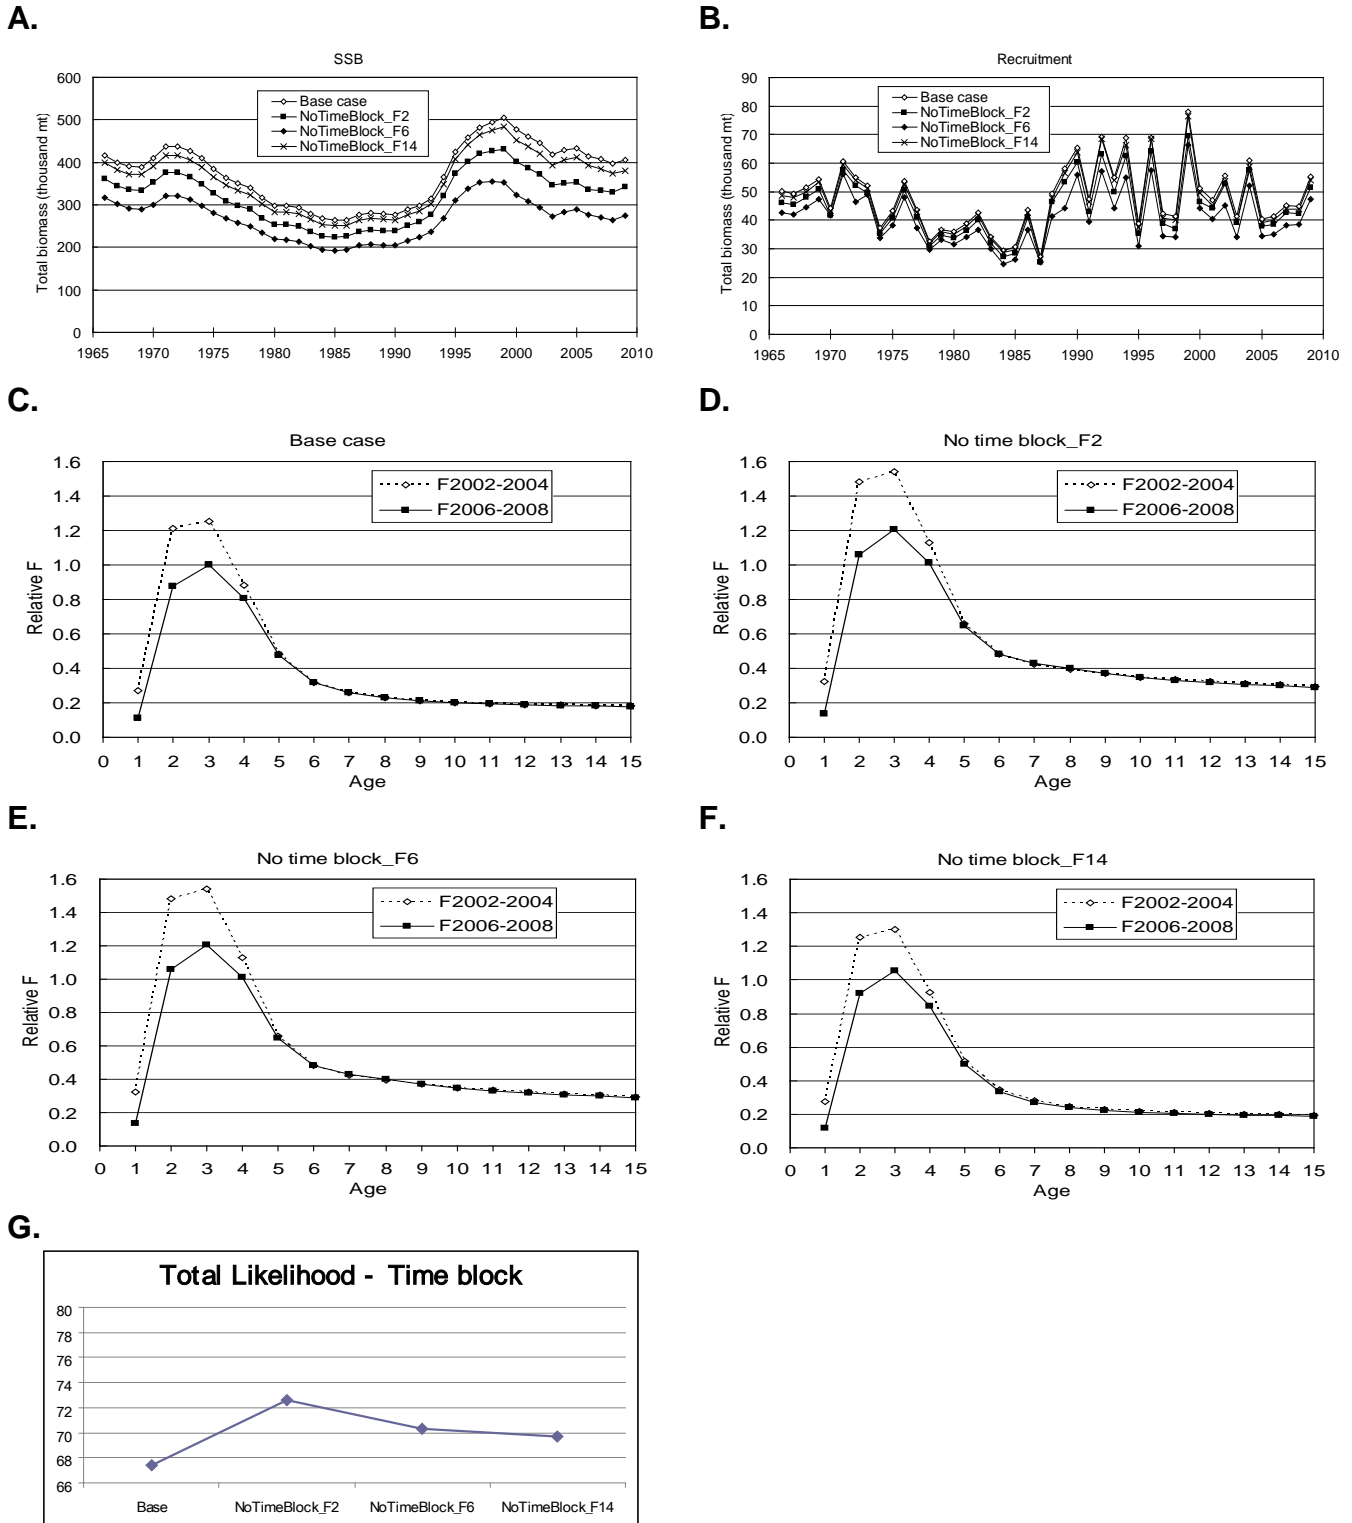 A.
SSB
Total biomass (thousand mt)
600
500
400
300
200
100
0
1965 1970 1975 1980 1985 1990 1995 2000 2005 2010
Base case
NoTimeBlock_F2
NoTimeBlock_F6
NoTimeBlock_F14
B.
Recruitment
Total biomass (thousand mt)
90
80
70
60
50
40
30
20
10
0
1965 1970 1975 1980 1985 1990 1995 2000 2005 2010
Base case
NoTimeBlock_F2
NoTimeBlock_F6
NoTimeBlock_F14
C.
Base case
Relative F
1.6
1.4
1.2
1.0
0.8
0.6
0.4
0.2
0.0
0 1 2 3 4 5 6 7 8 9 10 11 12 13 14 15
Age
F2002-2004
F2006-2008
D.
No time block_F2
Relative F
1.6
1.4
1.2
1.0
0.8
0.6
0.4
0.2
0.0
0 1 2 3 4 5 6 7 8 9 10 11 12 13 14 15
Age
F2002-2004
F2006-2008
E.
No time block_F6
Relative F
1.6
1.4
1.2
1.0
0.8
0.6
0.4
0.2
0.0
0 1 2 3 4 5 6 7 8 9 10 11 12 13 14 15
Age
F2002-2004
F2006-2008
F.
No time block_F14
Relative F
1.6
1.4
1.2
1.0
0.8
0.6
0.4
0.2
0.0
0 1 2 3 4 5 6 7 8 9 10 11 12 13 14 15
Age
F2002-2004
F2006-2008
G.
Total Likelihood - Time block
80
78
76
74
72
70
68
66
Base NoTimeBlock_F2 NoTimeBlock_F6 NoTimeBlock_F14